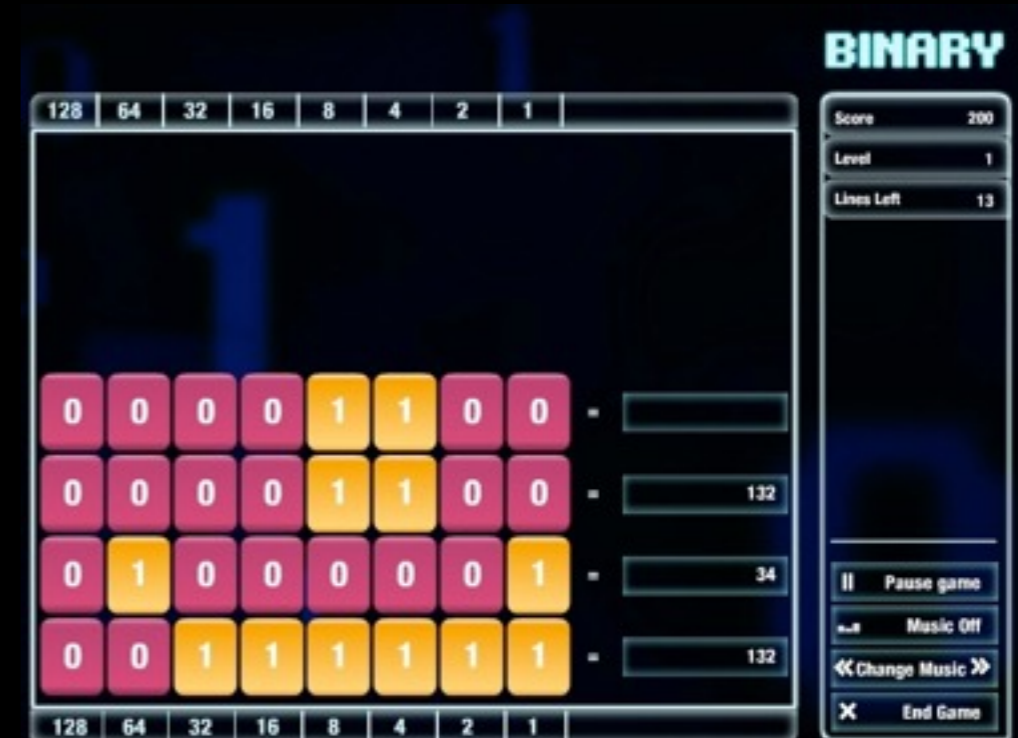 BINARY
128 64 32 16 8 4 2 1
Score 200
Level 1
Lines Left 13
0 0 0 0 1 1 0 0 =
0 0 0 0 1 1 0 0 = 132
0 1 0 0 0 0 0 1 = 34
0 0 1 1 1 1 1 1 = 132
128 64 32 16 8 4 2 1
Pause game
Music Off
Change Music
End Game